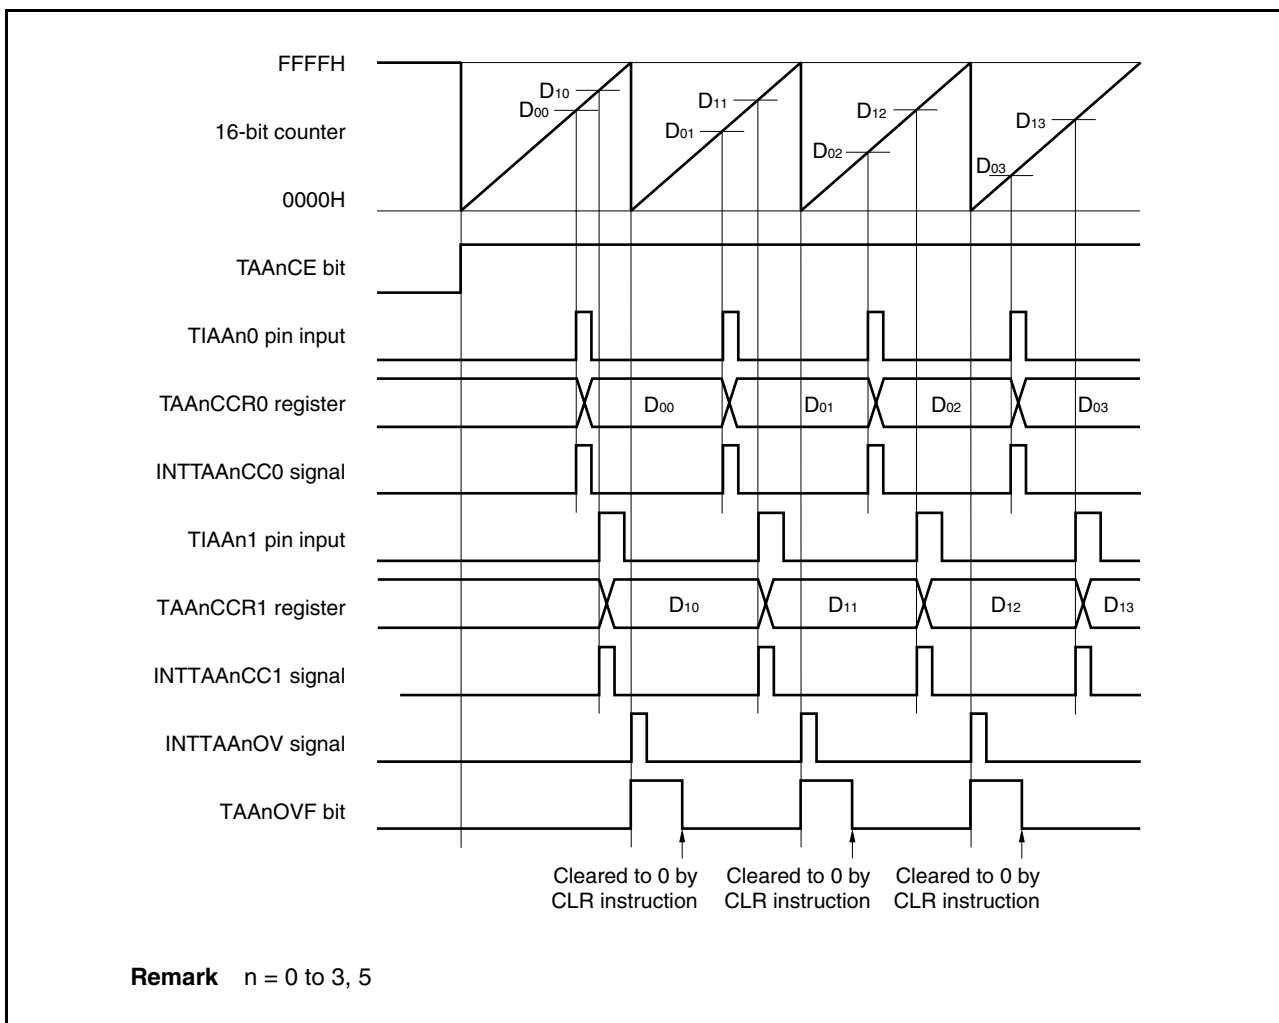 FFFFH
D10
D00
D11
D01
D12
D02
D13
D03
16-bit counter
0000H
TAAnCE bit
TIAAn0 pin input
TAAnCCR0 register
D00
D01
D02
D03
INTTAAnCC0 signal
TIAAn1 pin input
TAAnCCR1 register
D10
D11
D12
D13
INTTAAnCC1 signal
INTTAAnOV signal
TAAnOVF bit
Cleared to 0 by
CLR instruction
Cleared to 0 by
CLR instruction
Cleared to 0 by
CLR instruction
Remark n = 0 to 3, 5